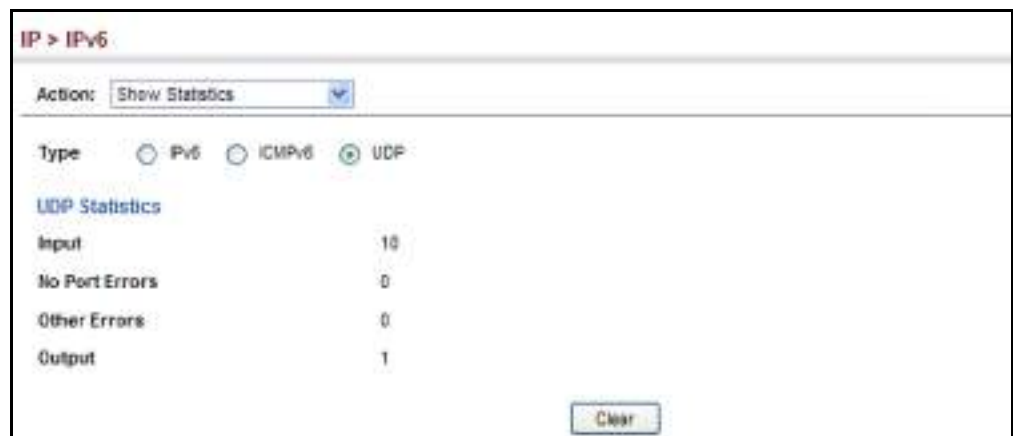 IP > IPv6
Action: Show Statistics
Type IPv6 ICMPv6 UDP
UDP Statistics
Input 10
No Port Errors 0
Other Errors 0
Output 1
Clear